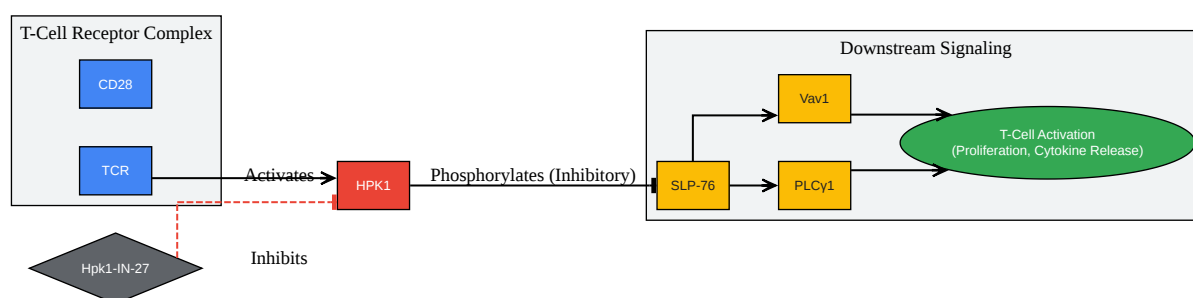 T-Cell Receptor Complex
CD28
TCR
Activates
HPK1
Phosphorylates (Inhibitory)
Hpk1-IN-27
Inhibits
Downstream Signaling
Vav1
SLP-76
PLCγ1
T-Cell Activation
(Proliferation, Cytokine Release)